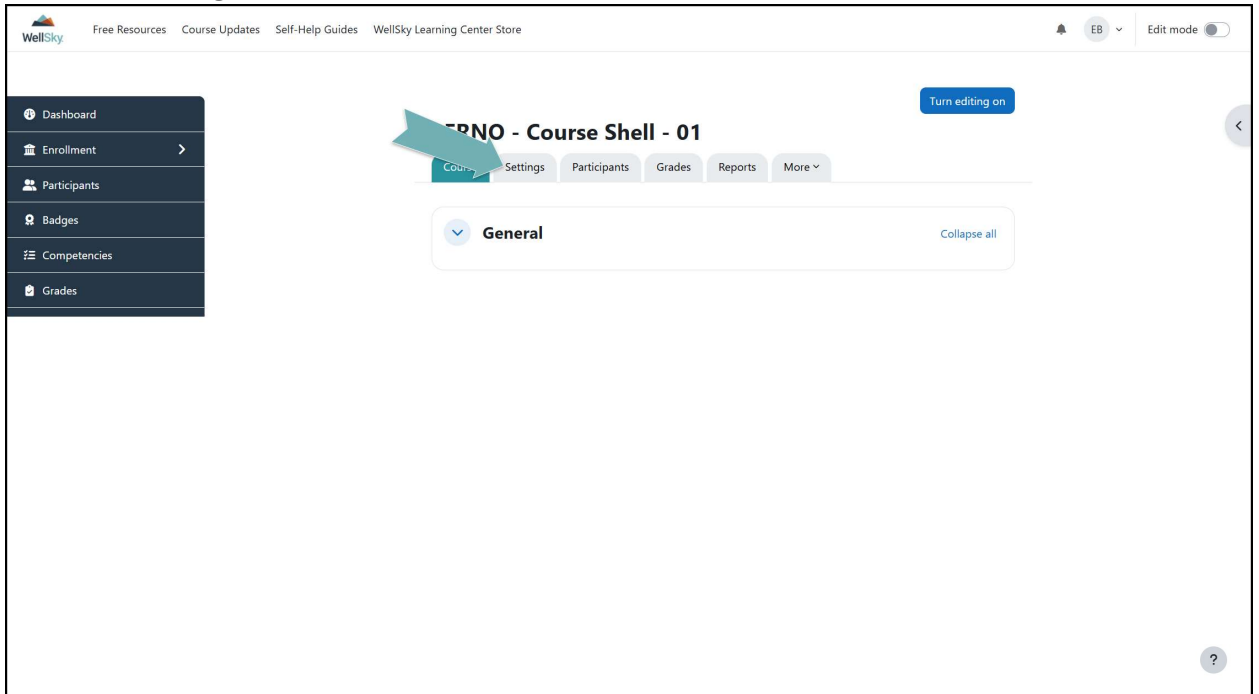 WellSky
Free Resources Course Updates Self-Help Guides WellSky Learning Center Store
EB
Edit mode
Turn editing on
Dashboard
Enrollment
Participants
Badges
Competencies
Grades
- Course Shell - 01
Settings Participants Grades Reports More
General
Collapse all
?